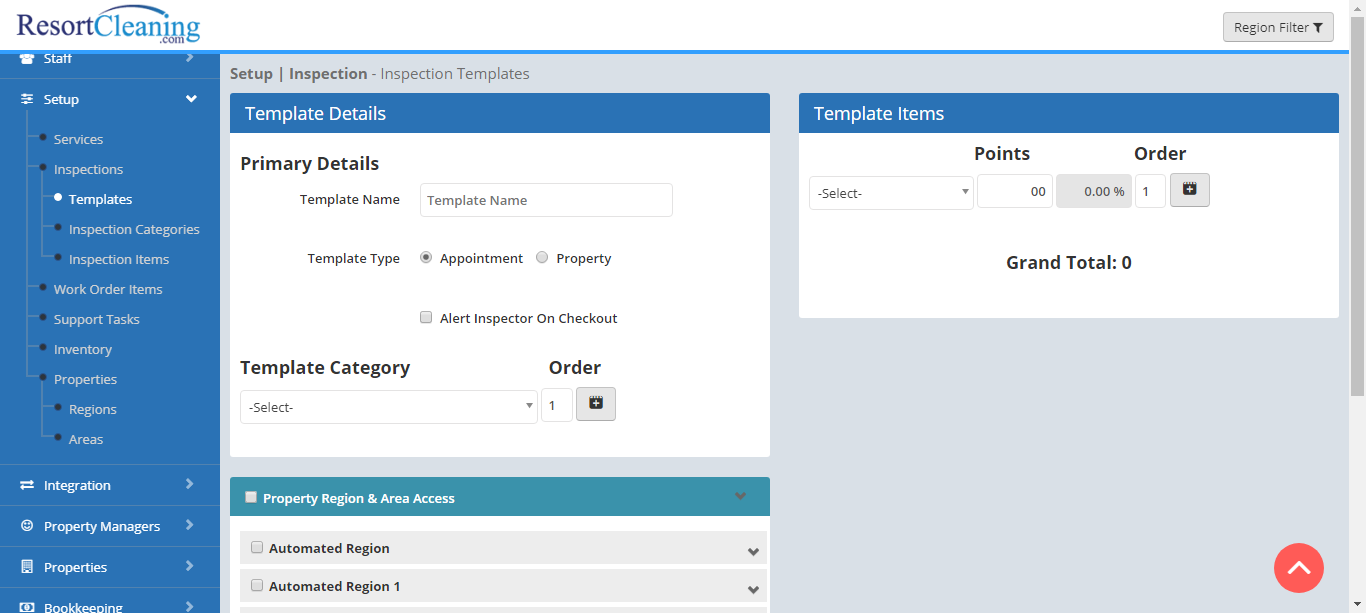 ResortCleaning
.com
Region Filter
Staff
Setup
Services
Inspections
Templates
Inspection Categories
Inspection Items
Work Order Items
Support Tasks
Inventory
Properties
Regions
Areas
Integration
Property Managers
Properties
Bookkeeping
Setup | Inspection - Inspection Templates
Template Details
Primary Details
Template Name Template Name
Template Type Appointment Property
Alert Inspector On Checkout
Template Category Order
-Select- 1
Property Region & Area Access
Automated Region
Automated Region 1
Template Items
Points Order
-Select- 00 0.00 % 1
Grand Total: 0